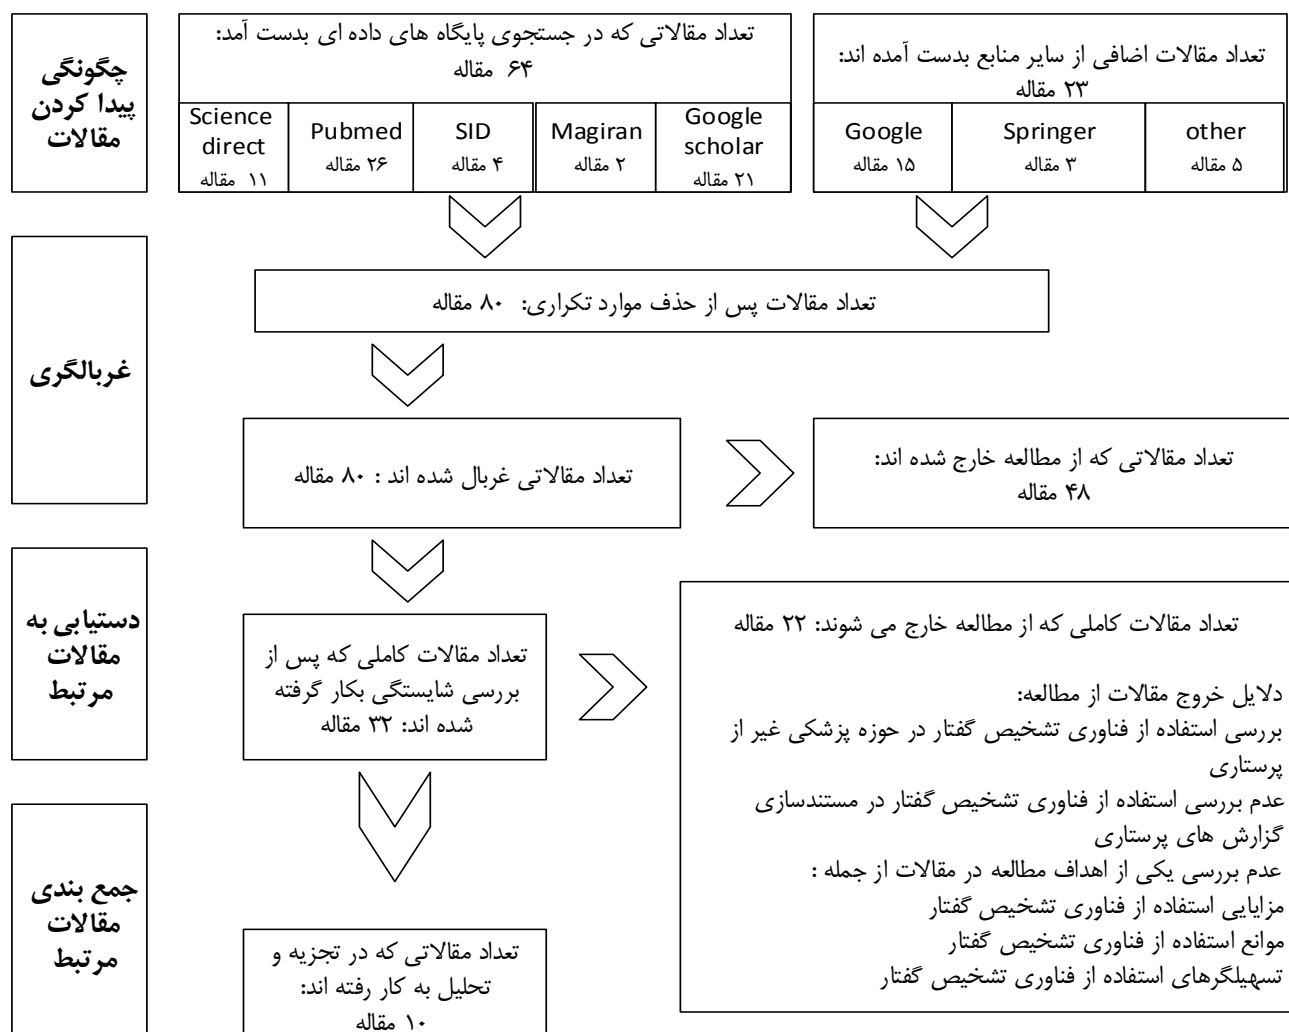 چگونگی
پیدا کردن
مقالات
تعداد مقالاتی که در جستجوی پایگاه های داده ای بدست آمد:
۶۴ مقاله
Science
direct
۱۱ مقاله
Pubmed
۲۶ مقاله
SID
۴ مقاله
Magiran
۲ مقاله
Google
scholar
۲۱ مقاله
تعداد مقالات اضافی از سایر منابع بدست آمده اند:
۲۳ مقاله
Google
۱۵ مقاله
Springer
۳ مقاله
other
۵ مقاله
غربالگری
تعداد مقالات پس از حذف موارد تکراری: ۸۰ مقاله
تعداد مقالاتی غربال شده اند : ۸۰ مقاله
تعداد مقالاتی که از مطالعه خارج شده اند:
۴۸ مقاله
دستیابی به
مقالات
مرتبط
تعداد مقالات کاملی که پس از
بررسی شایستگی بکار گرفته
شده اند: ۳۲ مقاله
تعداد مقالات کاملی که از مطالعه خارج می شوند: ۲۲ مقاله
دلایل خروج مقالات از مطالعه:
بررسی استفاده از فناوری تشخیص گفتار در حوزه پزشکی غیر از
پرستاری
عدم بررسی استفاده از فناوری تشخیص گفتار در مستندسازی
گزارش های پرستاری
عدم بررسی یکی از اهداف مطالعه در مقالات از جمله :
مزایایی استفاده از فناوری تشخیص گفتار
موانع استفاده از فناوری تشخیص گفتار
تسهیلگرهای استفاده از فناوری تشخیص گفتار
جمع بندی
مقالات
مرتبط
تعداد مقالاتی که در تجزیه و
تحلیل به کار رفته اند:
۱۰ مقاله